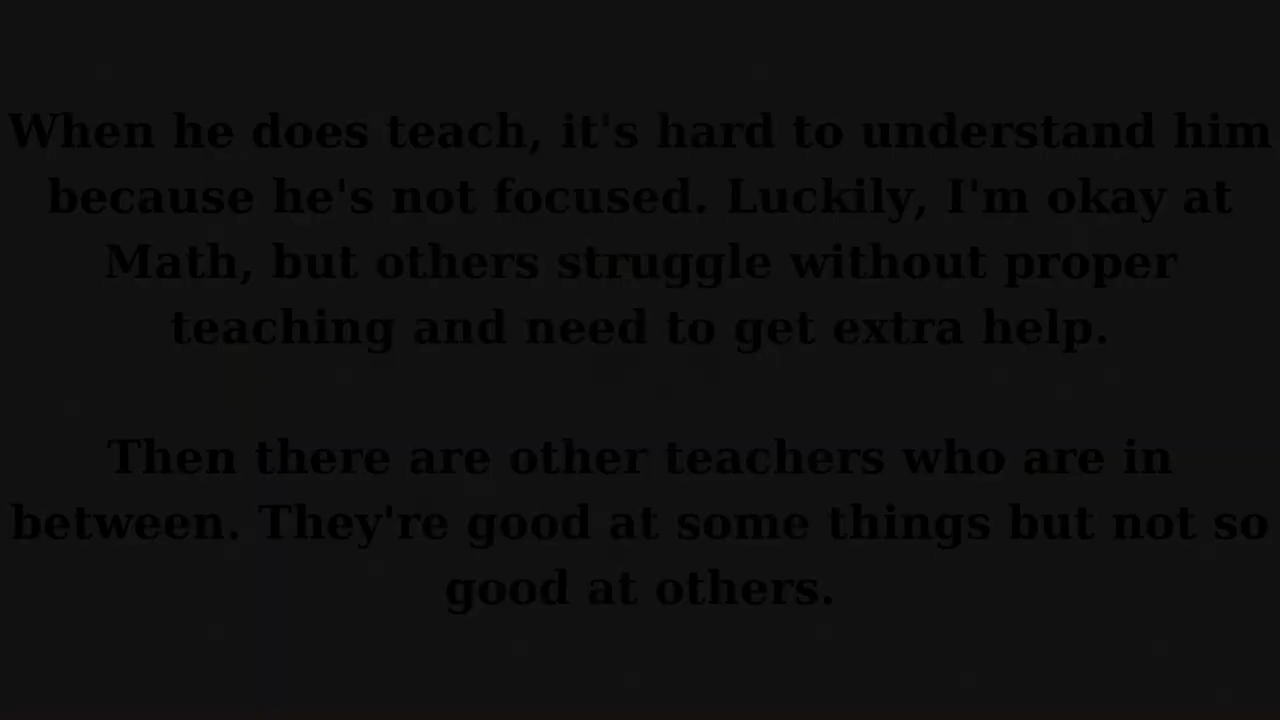 When he does teach, it's hard to understand him
because he's not focused. Luckily, I'm okay at
Math, but others struggle without proper
teaching and need to get extra help.
Then there are other teachers who are in
between. They're good at some things but not so
good at others.